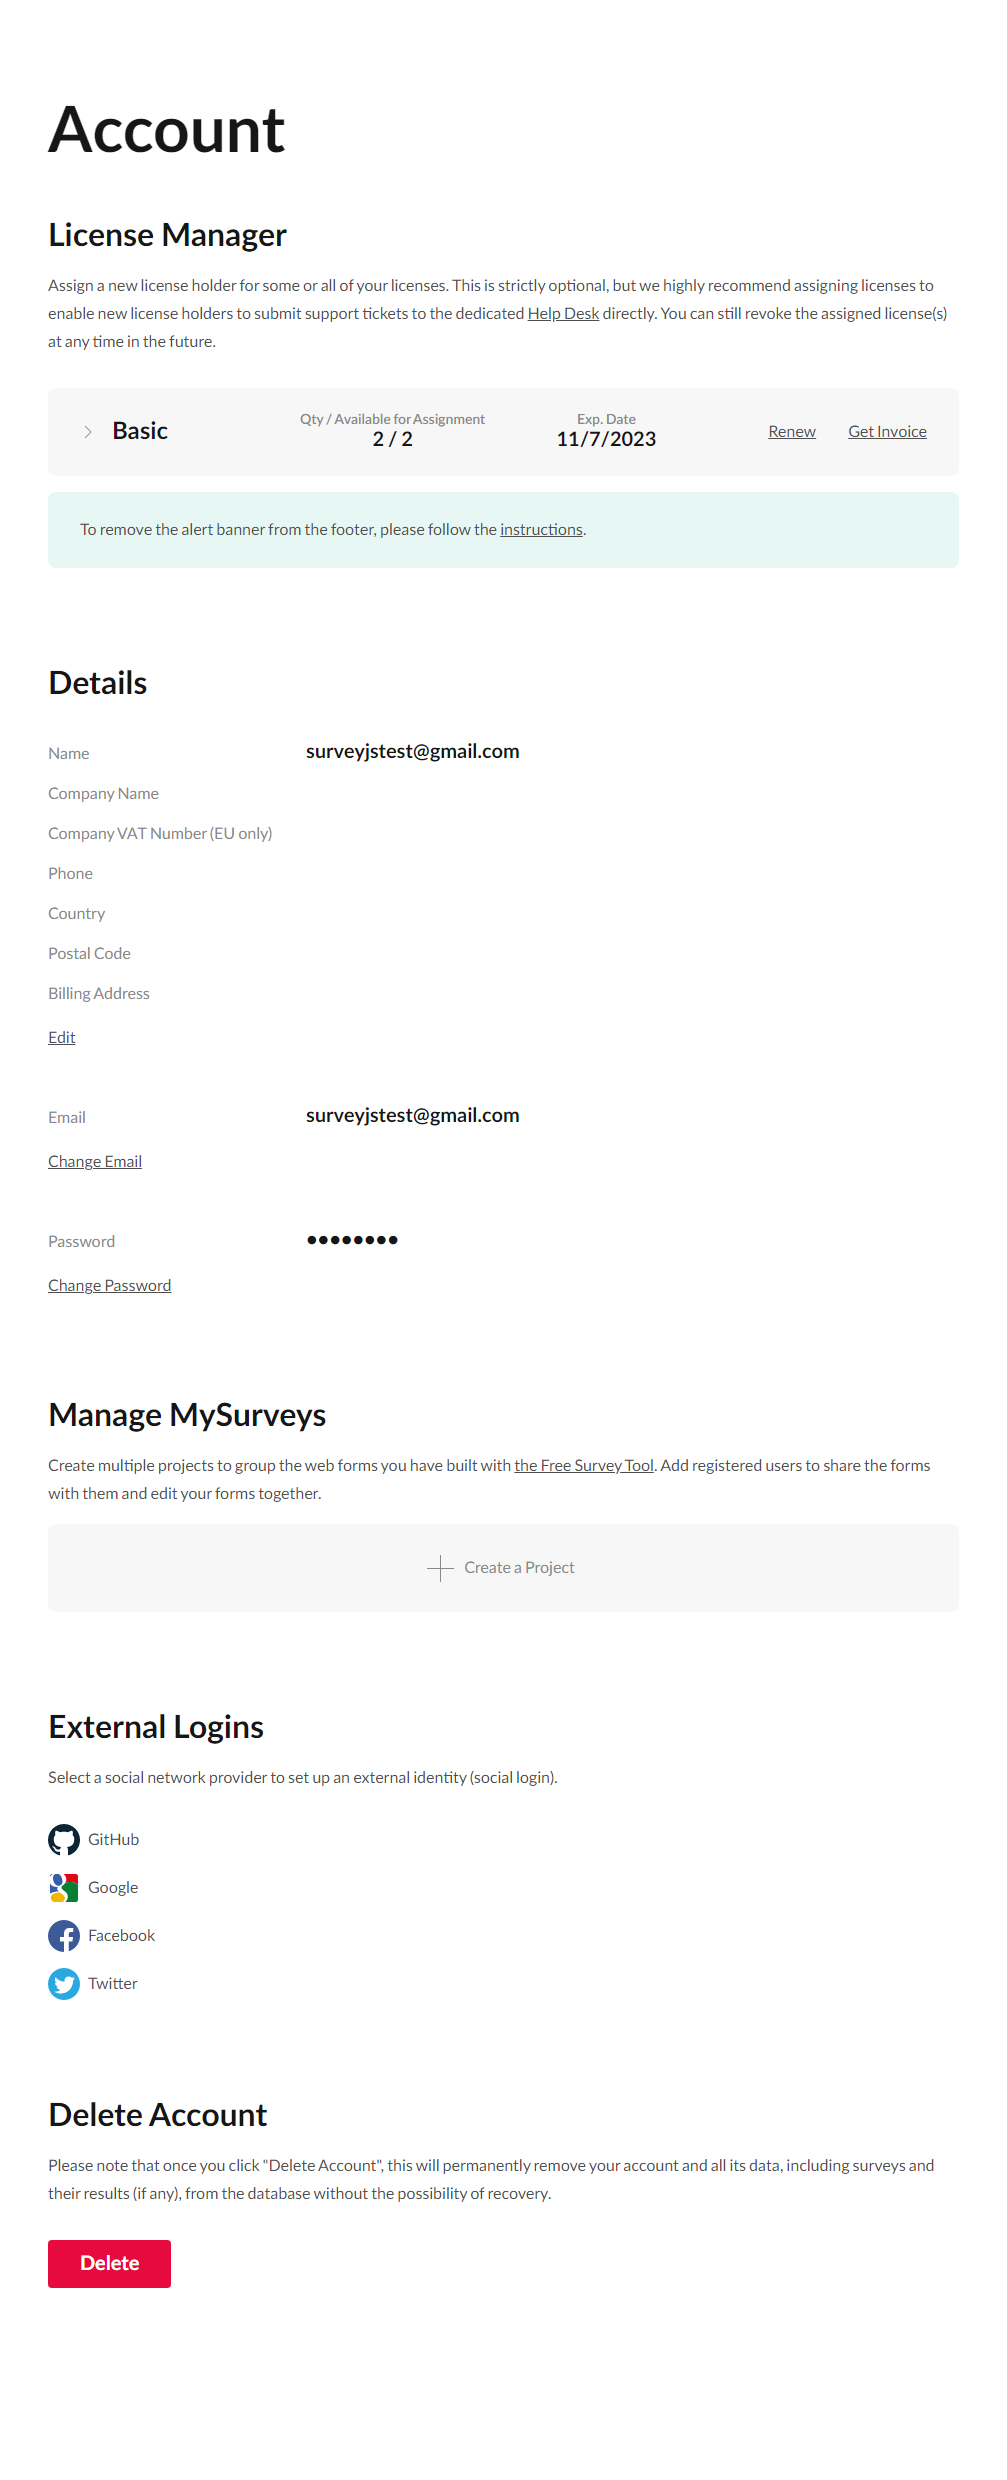 Account
License Manager
Assign a new license holder for some or all of your licenses. This is strictly optional, but we highly recommend assigning licenses to
enable new license holders to submit support tickets to the dedicated Help Desk directly. You can still revoke the assigned license(s)
at any time in the future.
Basic
Qty / Available for Assignment
2 / 2
Exp. Date
11/7/2023
Renew
Get Invoice
To remove the alert banner from the footer, please follow the instructions.
Details
Name surveyjstest@gmail.com
Company Name
Company VAT Number (EU only)
Phone
Country
Postal Code
Billing Address
Edit
Email surveyjstest@gmail.com
Change Email
Password ••••••••
Change Password
Manage MySurveys
Create multiple projects to group the web forms you have built with the Free Survey Tool. Add registered users to share the forms
with them and edit your forms together.
Create a Project
External Logins
Select a social network provider to set up an external identity (social login).
GitHub
Google
Facebook
Twitter
Delete Account
Please note that once you click "Delete Account", this will permanently remove your account and all its data, including surveys and
their results (if any), from the database without the possibility of recovery.
Delete